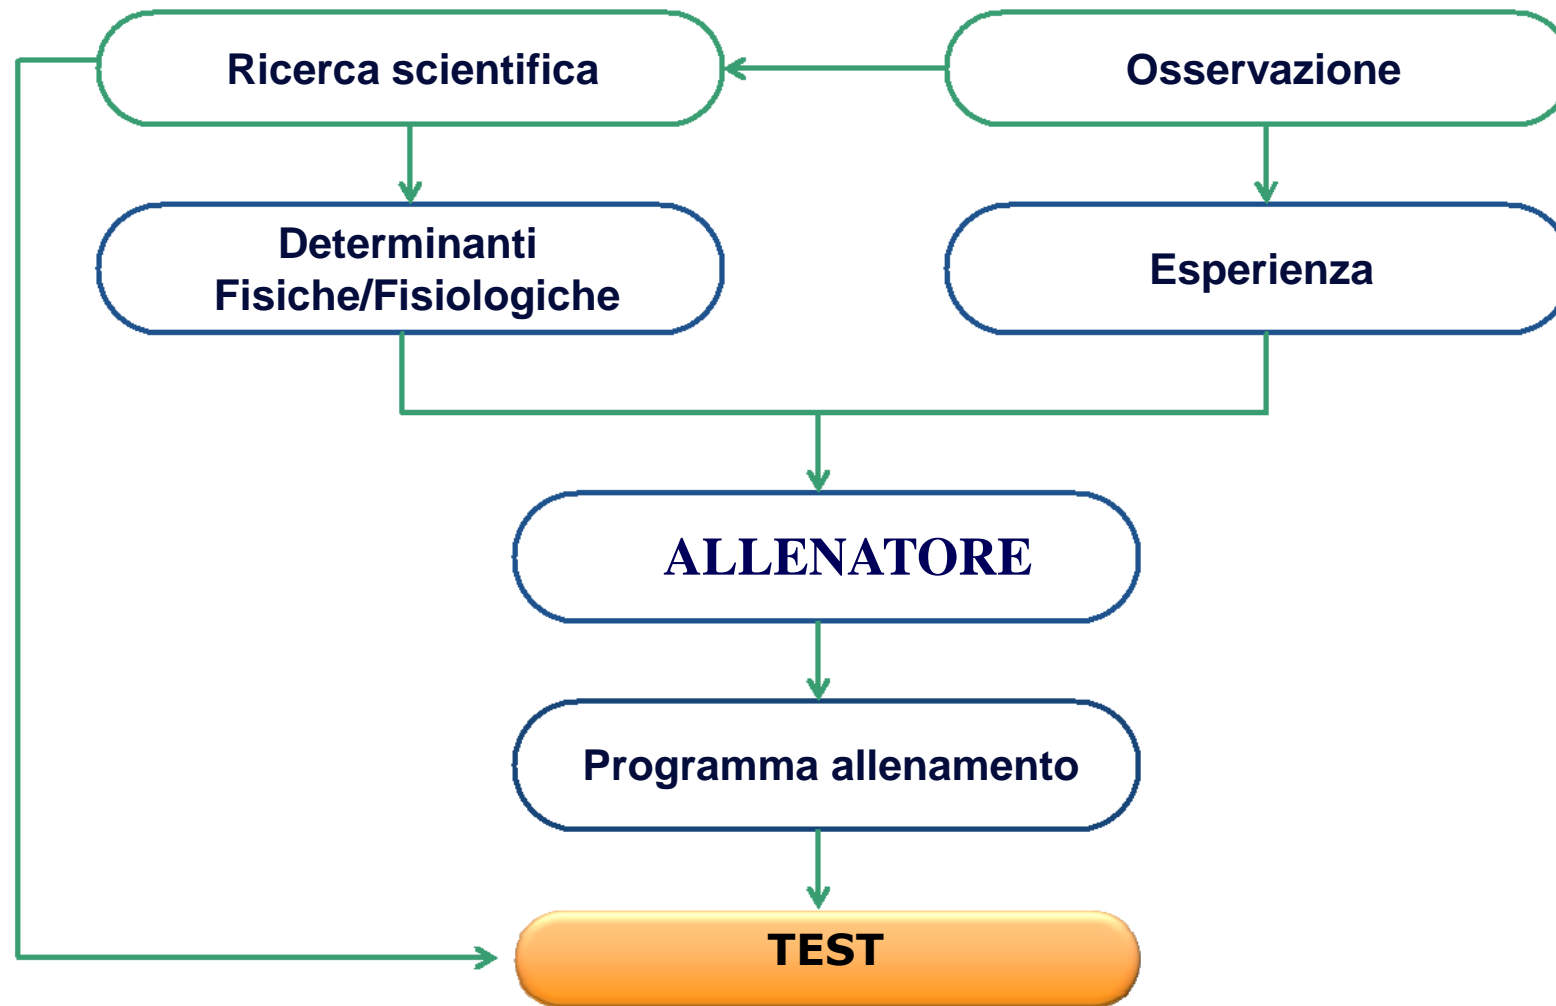 Ricerca scientifica
Osservazione
Determinanti
Fisiche/Fisiologiche
Esperienza
ALLENATORE
Programma allenamento
TEST